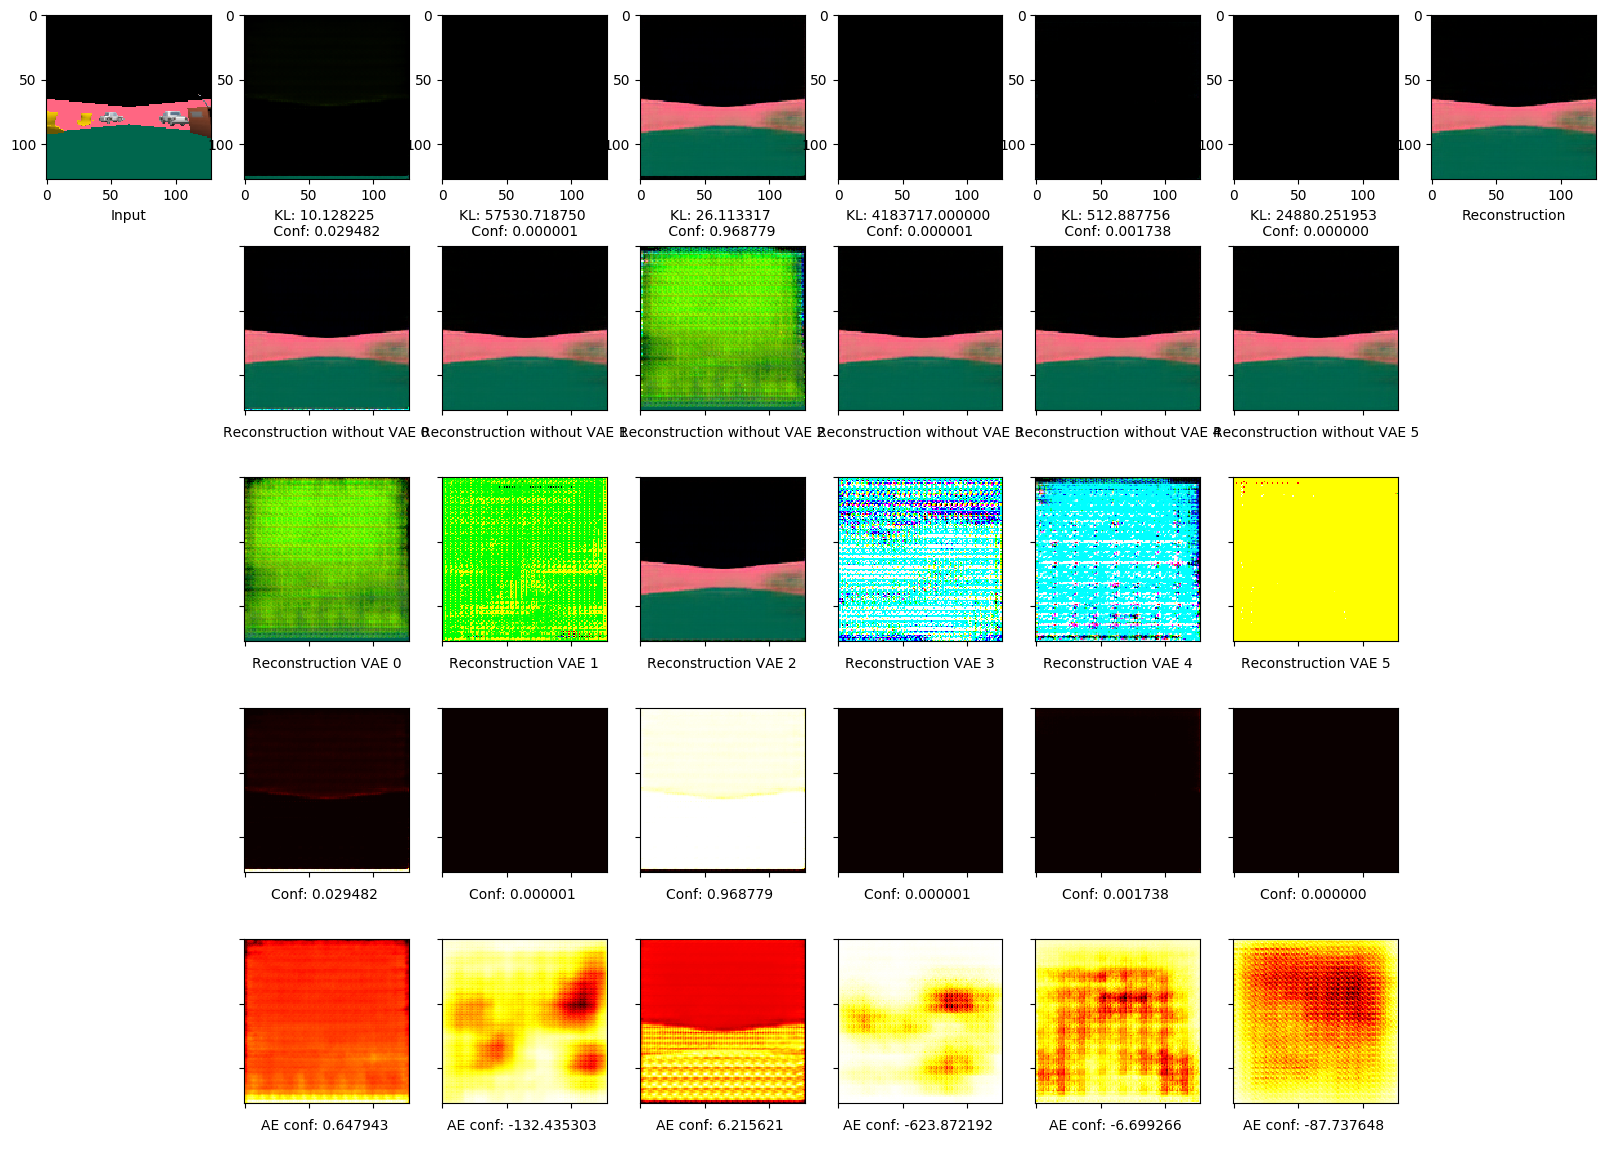 0 0 0 0 0 0 0 0
50 50 50 50 50 50 50 50
100 100 100 100 100 100 100 100
0 50 100 0 50 100 0 50 100 0 50 100 0 50 100 0 50 100 0 50 100 0 50 100
Input KL: 10.128225 KL: 57530.718750 KL: 26.113317 KL: 4183717.000000 KL: 512.887756 KL: 24880.251953 Reconstruction
Conf: 0.029482 Conf: 0.000001 Conf: 0.968779 Conf: 0.000001 Conf: 0.001738 Conf: 0.000000
Reconstruction without VAE 0 Reconstruction without VAE 1 Reconstruction without VAE 2 Reconstruction without VAE 3 Reconstruction without VAE 4 Reconstruction without VAE 5
Reconstruction VAE 0 Reconstruction VAE 1 Reconstruction VAE 2 Reconstruction VAE 3 Reconstruction VAE 4 Reconstruction VAE 5
Conf: 0.029482 Conf: 0.000001 Conf: 0.968779 Conf: 0.000001 Conf: 0.001738 Conf: 0.000000
AE conf: 0.647943 AE conf: -132.435303 AE conf: 6.215621 AE conf: -623.872192 AE conf: -6.699266 AE conf: -87.737648